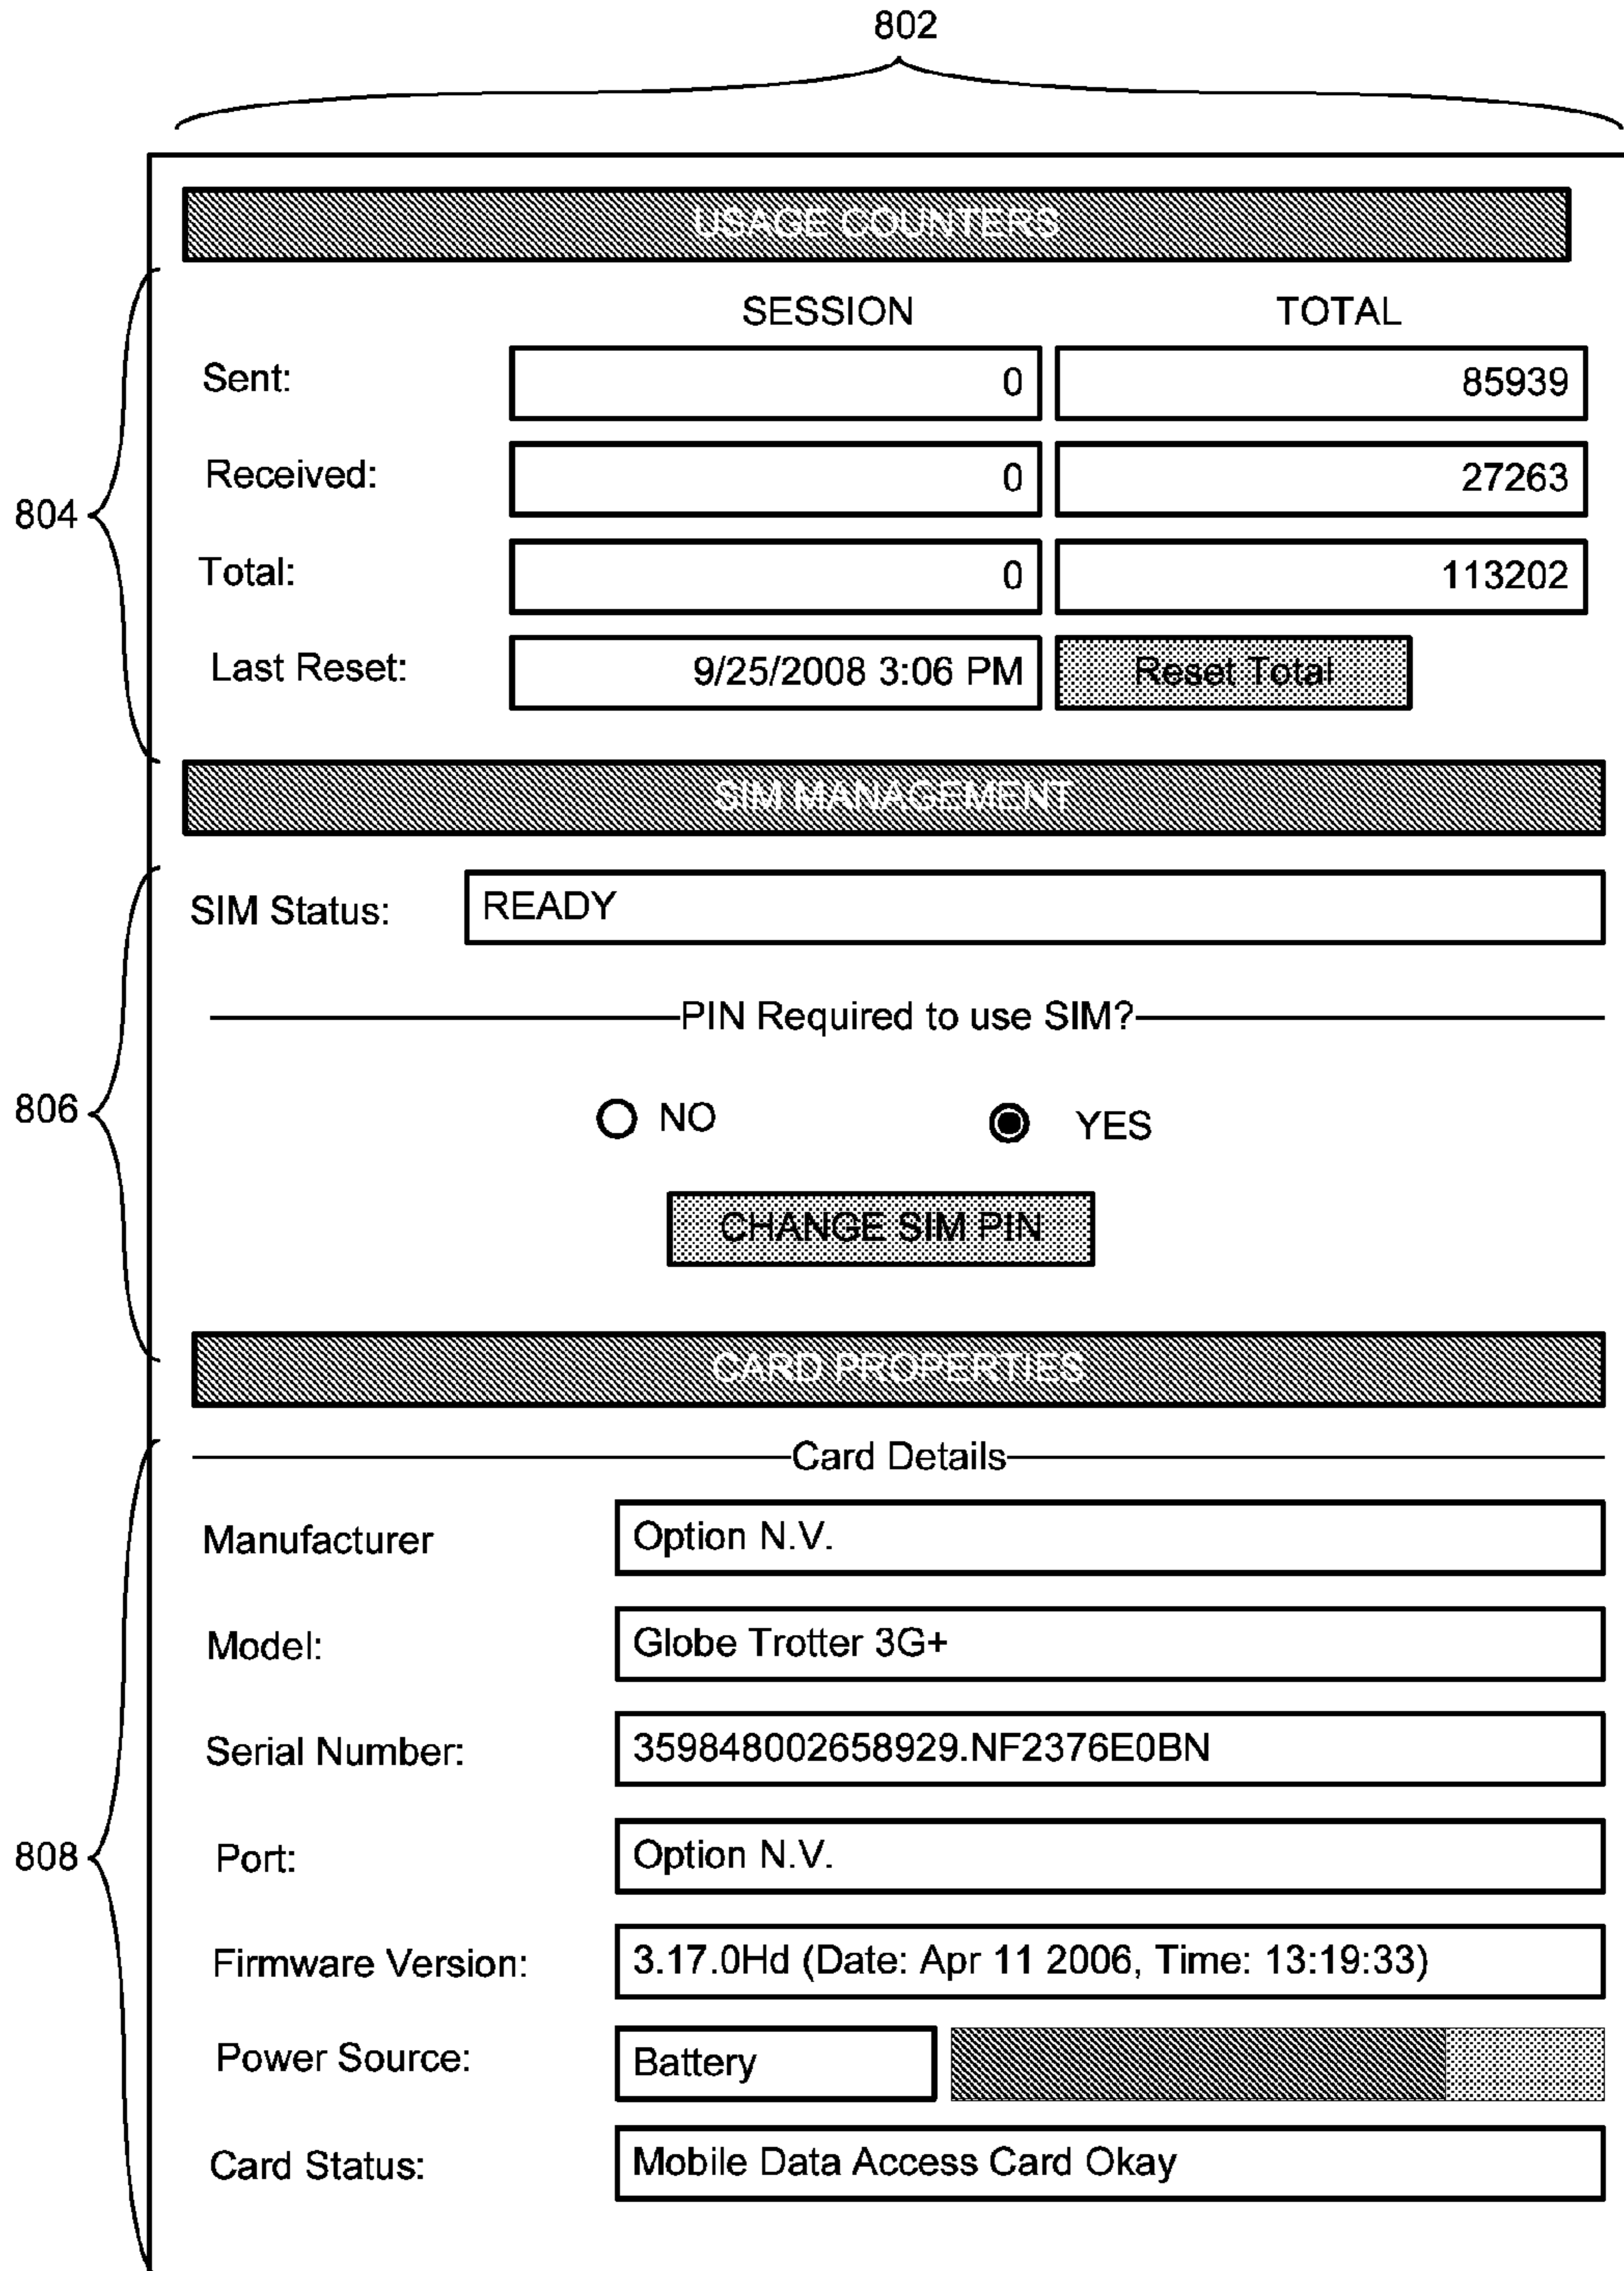 802
USAGE COUNTERS
SESSION TOTAL
Sent: 0 85939
Received: 0 27263
804
Total: 0 113202
Last Reset: 9/25/2008 3:06 PM Reset Total
SIM MANAGEMENT
SIM Status: READY
PIN Required to use SIM?
806
NO YES
CHANGE SIM PIN
CARD PROPERTIES
Card Details
Manufacturer Option N.V.
Model: Globe Trotter 3G+
Serial Number: 359848002658929.NF2376E0BN
808
Port: Option N.V.
Firmware Version: 3.17.0Hd (Date: Apr 11 2006, Time: 13:19:33)
Power Source: Battery
Card Status: Mobile Data Access Card Okay